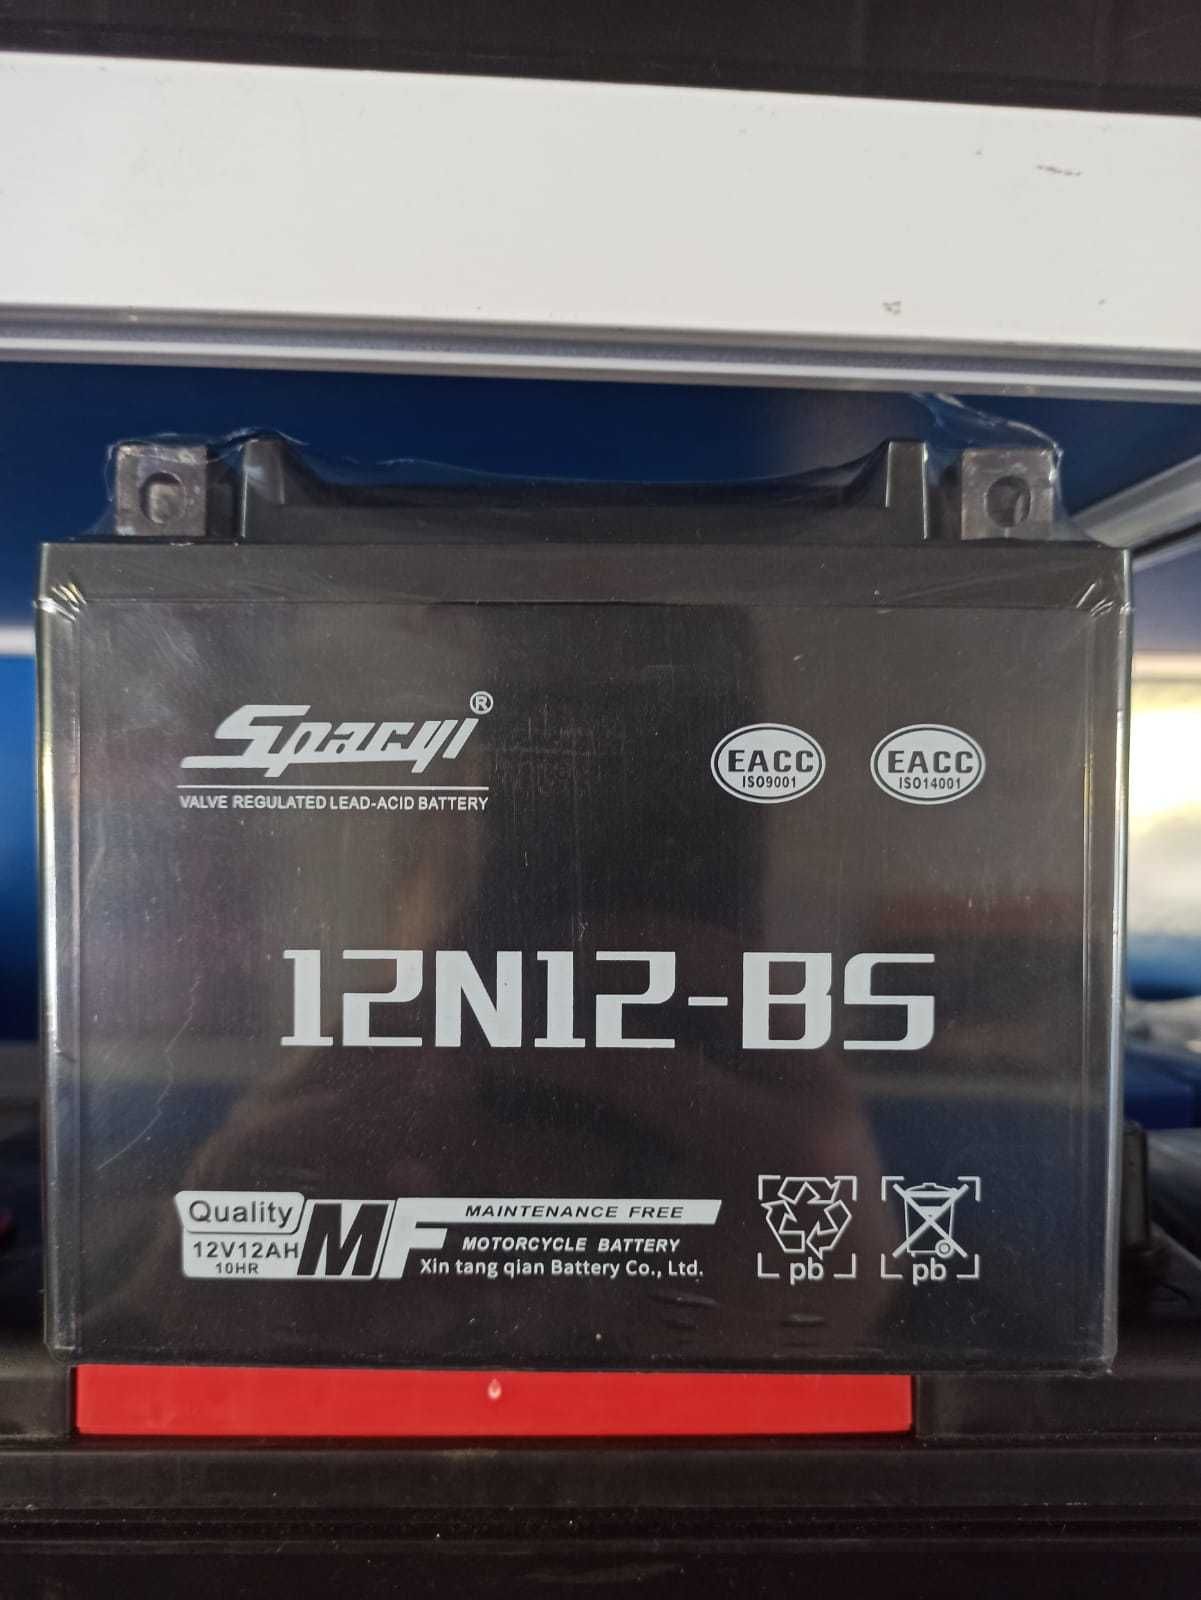 Spacyi®
VALVE REGULATED LEAD-ACID BATTERY
EACC
ISO9001
EACC
ISO14001
12N12-BS
Quality
12V12AH
10HR
MF
MAINTENANCE FREE
MOTORCYCLE BATTERY
Xin tang qian Battery Co., Ltd.
pb
pb